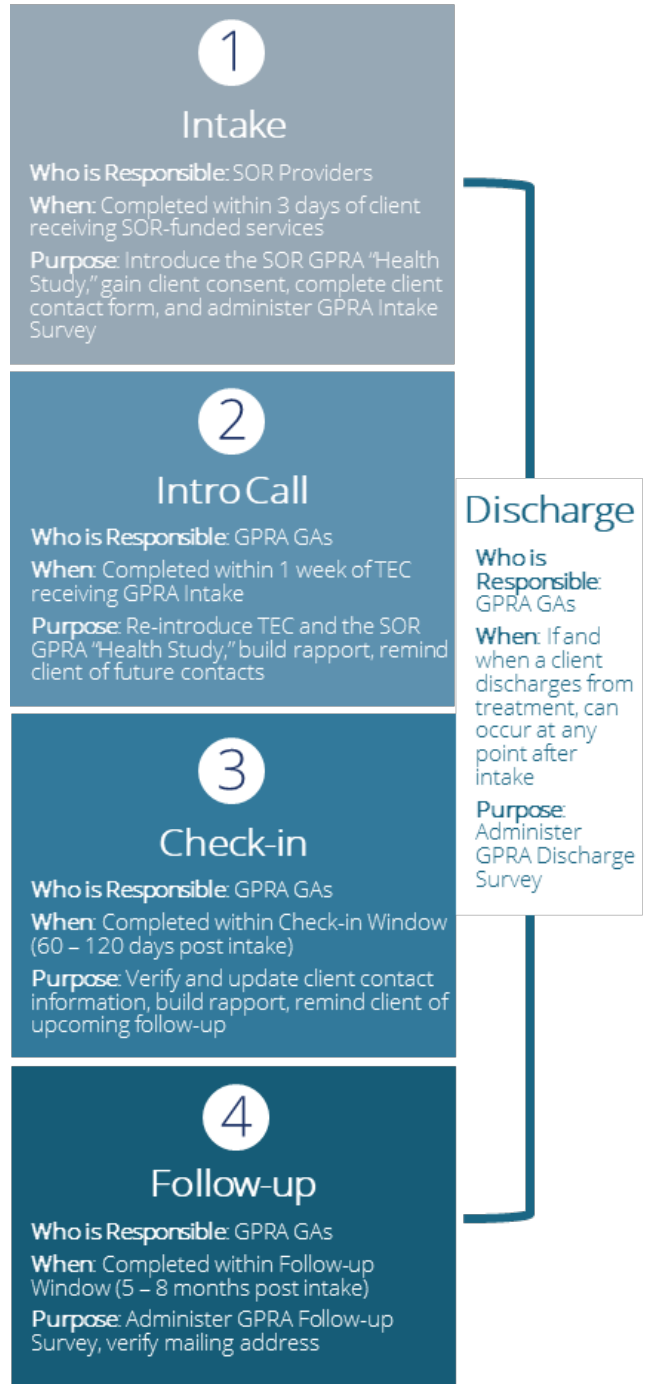 1
Intake
Who is Responsible: SOR Providers
When: Completed within 3 days of client
receiving SOR-funded services
Purpose: Introduce the SOR GPRA “Health
Study,” gain client consent, complete client
contact form, and administer GPRA Intake
Survey
2
Intro Call
Who is Responsible: GPRA GAs
When: Completed within 1 week of TEC
receiving GPRA Intake
Purpose: Re-introduce TEC and the SOR
GPRA “Health Study,” build rapport, remind
client of future contacts
3
Check-in
Who is Responsible: GPRA GAs
When: Completed within Check-in Window
(60 – 120 days post intake)
Purpose: Verify and update client contact
information, build rapport, remind client of
upcoming follow-up
4
Follow-up
Who is Responsible: GPRA GAs
When: Completed within Follow-up
Window (5 – 8 months post intake)
Purpose: Administer GPRA Follow-up
Survey, verify mailing address
Discharge
Who is
Responsible:
GPRA GAs
When: If and
when a client
discharges from
treatment, can
occur at any
point after
intake
Purpose:
Administer
GPRA Discharge
Survey